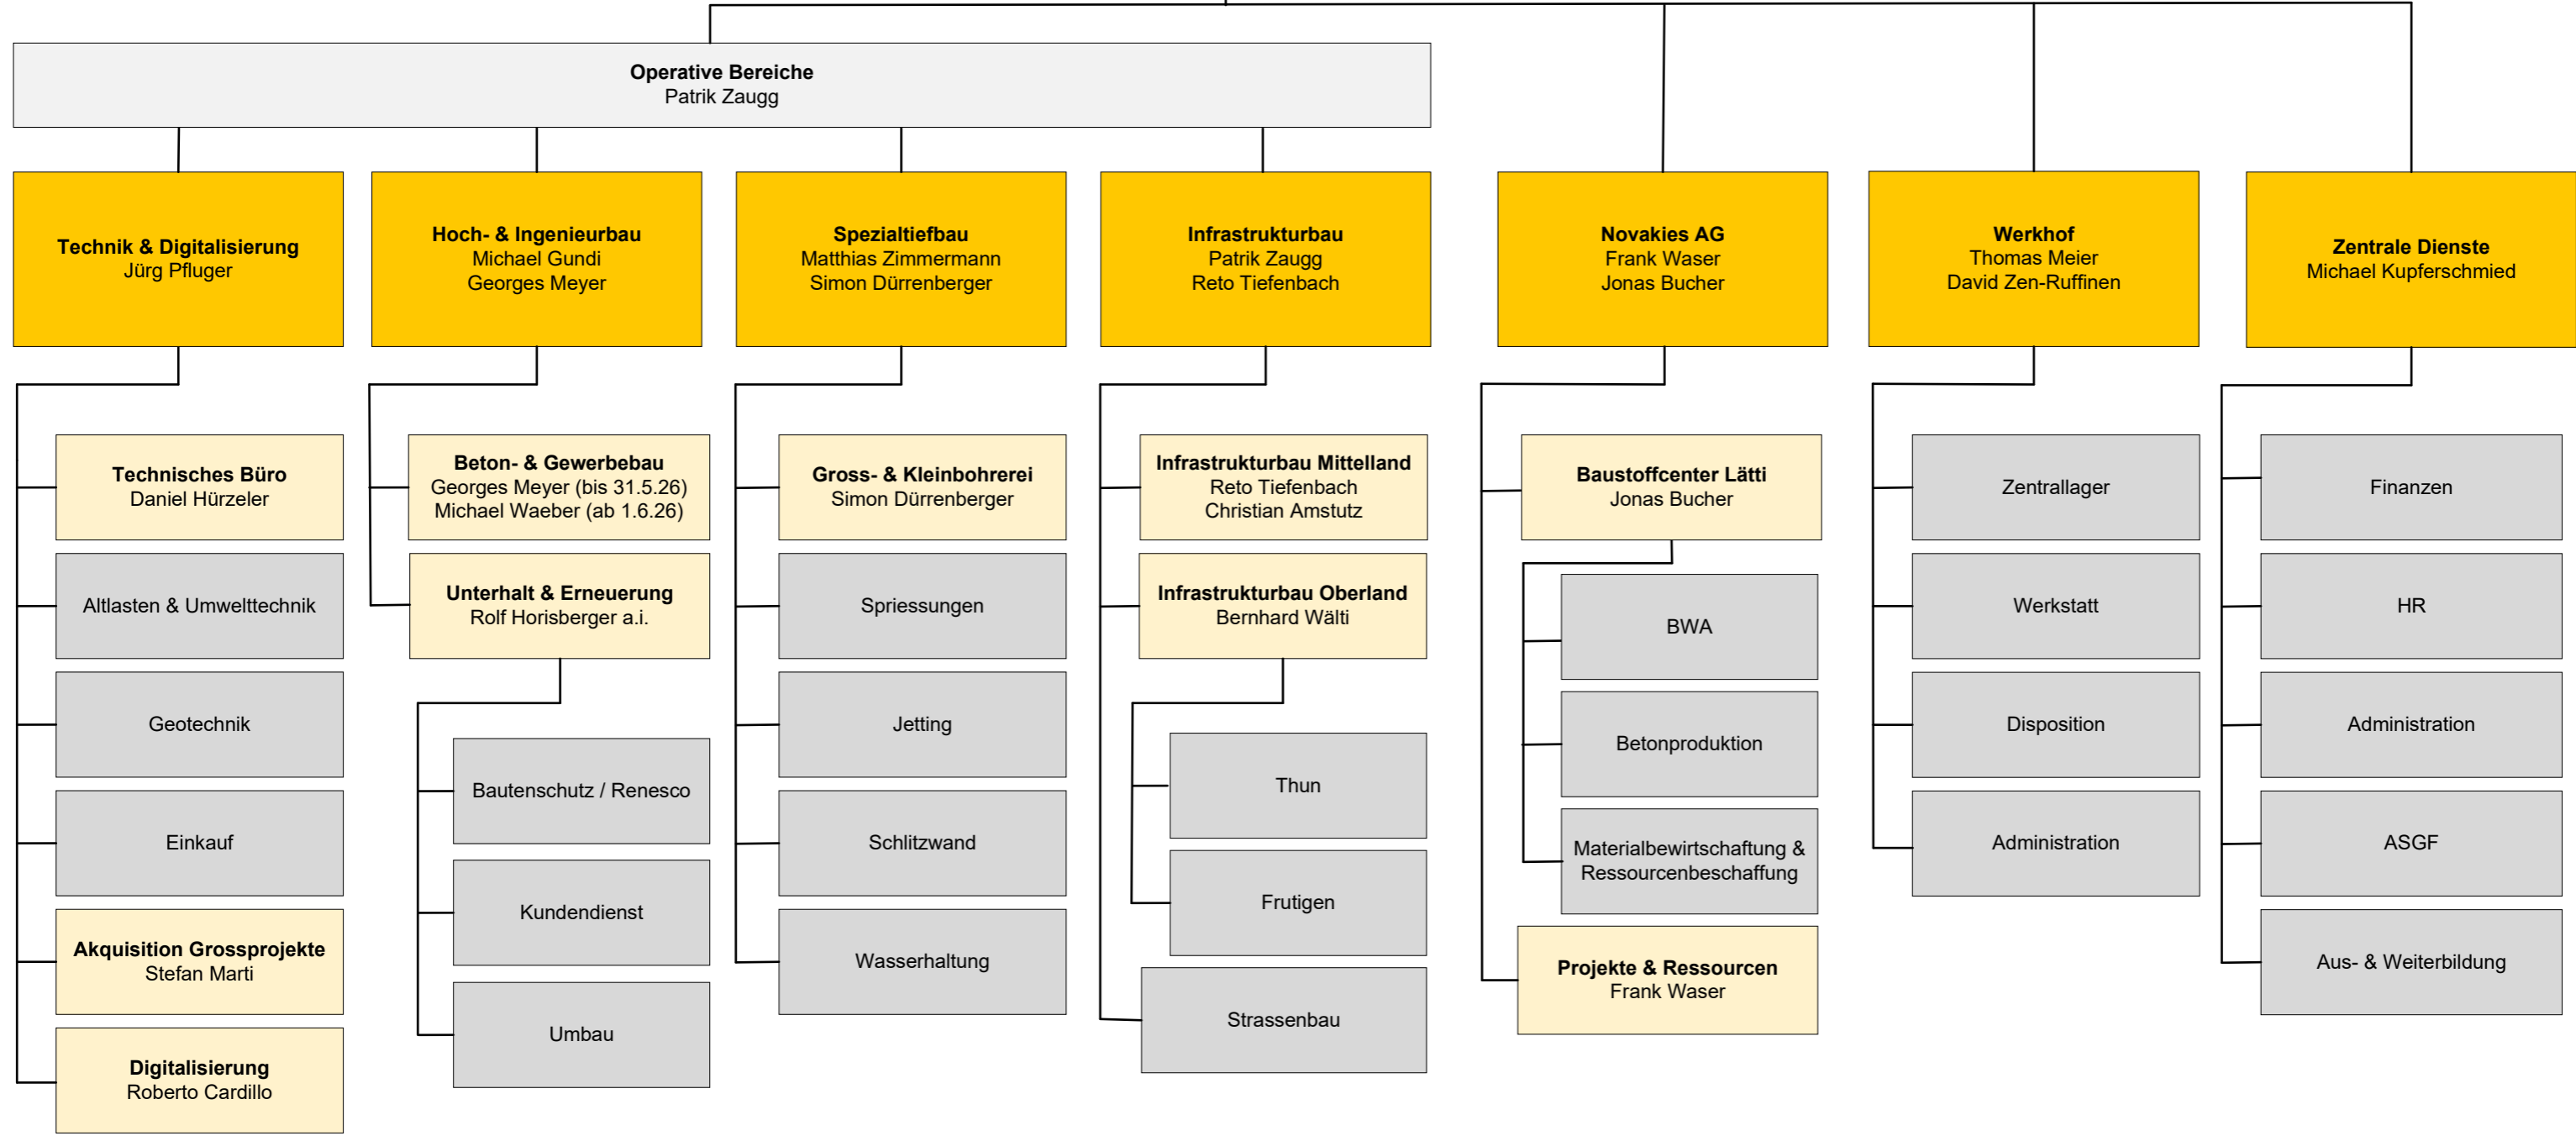 Operative Bereiche
Patrik Zaugg
Technik & Digitalisierung
Jürg Pfluger
Hoch- & Ingenieurbau
Michael Gundi
Georges Meyer
Spezialtiefbau
Matthias Zimmermann
Simon Dürrenberger
Infrastrukturbau
Patrik Zaugg
Reto Tiefenbach
Novakies AG
Frank Waser
Jonas Bucher
Werkhof
Thomas Meier
David Zen-Ruffinen
Zentrale Dienste
Michael Kupferschmied
Technisches Büro
Daniel Hürzeler
Altlasten & Umwelttechnik
Geotechnik
Einkauf
Akquisition Grossprojekte
Stefan Marti
Digitalisierung
Roberto Cardillo
Beton- & Gewerbebau
Georges Meyer (bis 31.5.26)
Michael Waeber (ab 1.6.26)
Unterhalt & Erneuerung
Rolf Horisberger a.i.
Bautenschutz / Renesco
Kundendienst
Umbau
Gross- & Kleinbohrerei
Simon Dürrenberger
Spriessungen
Jetting
Schlitzwand
Wasserhaltung
Infrastrukturbau Mittelland
Reto Tiefenbach
Christian Amstutz
Infrastrukturbau Oberland
Bernhard Wälti
Thun
Frutigen
Strassenbau
Baustoffcenter Lätti
Jonas Bucher
BWA
Betonproduktion
Materialbewirtschaftung &
Ressourcenbeschaffung
Projekte & Ressourcen
Frank Waser
Zentrallager
Werkstatt
Disposition
Administration
Finanzen
HR
Administration
ASGF
Aus- & Weiterbildung